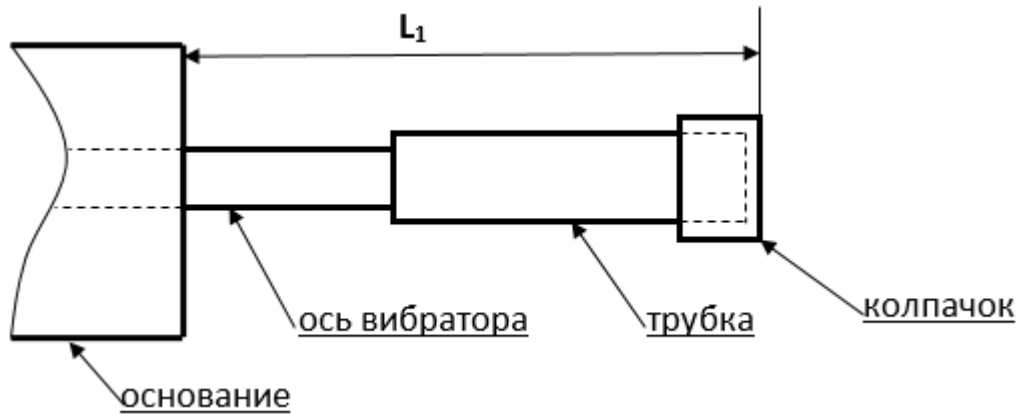 L₁
ось вибратора
трубка
колпачок
основание